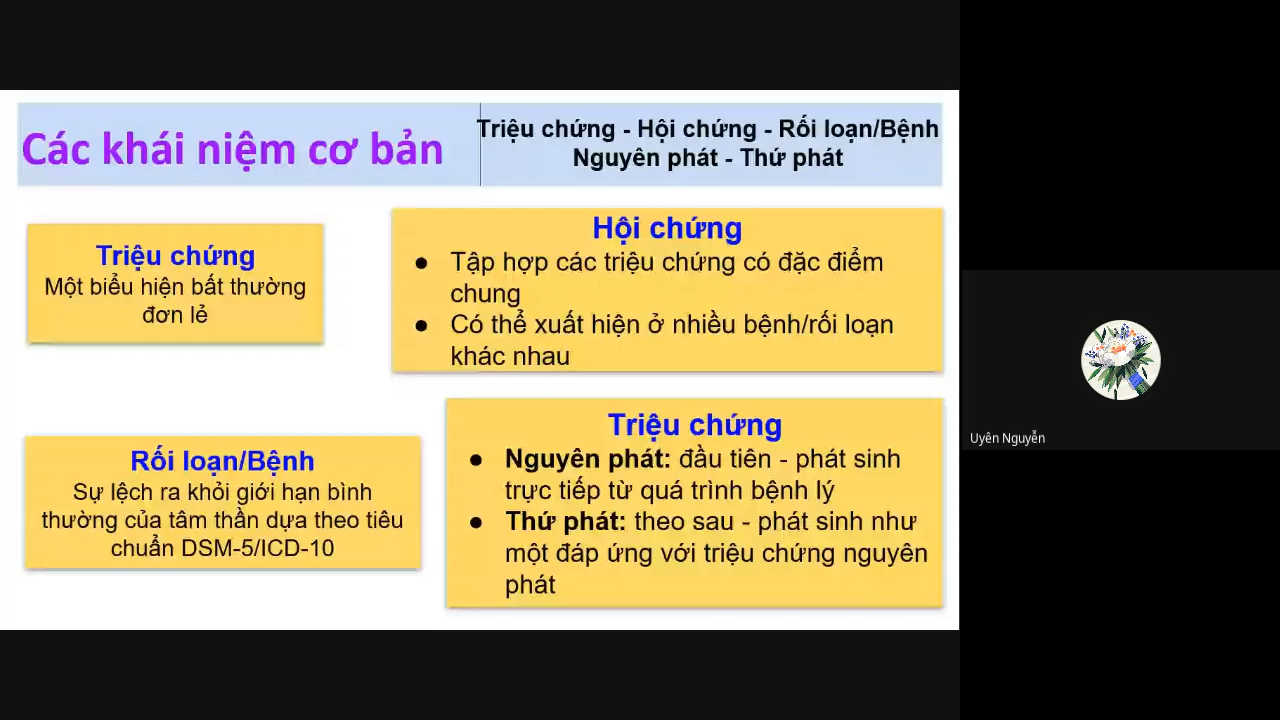 Các khái niệm cơ bản
Triệu chứng - Hội chứng - Rối loạn/Bệnh
Nguyên phát - Thứ phát
Triệu chứng
Một biểu hiện bất thường
đơn lẻ
Hội chứng
● Tập hợp các triệu chứng có đặc điểm
chung
● Có thể xuất hiện ở nhiều bệnh/rối loạn
khác nhau
Rối loạn/Bệnh
Sự lệch ra khỏi giới hạn bình
thường của tâm thần dựa theo tiêu
chuẩn DSM-5/ICD-10
Triệu chứng
● Nguyên phát: đầu tiên - phát sinh
trực tiếp từ quá trình bệnh lý
● Thứ phát: theo sau - phát sinh như
một đáp ứng với triệu chứng nguyên
phát
Uyên Nguyễn